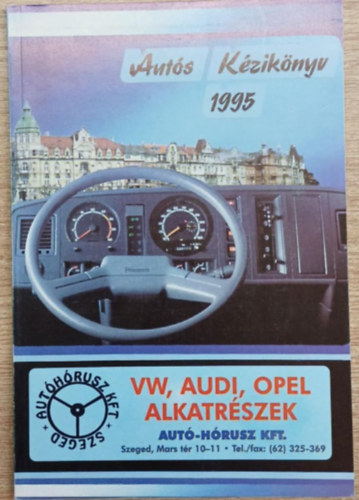 Autós Kézikönyv
1995
AUTÓHÓRUSZ KFT.
SZEGED
VW, AUDI, OPEL
ALKATRÉSZEK
AUTÓ-HÓRUSZ KFT.
Szeged, Mars tér 10-11 • Tel./fax: (62) 325-369